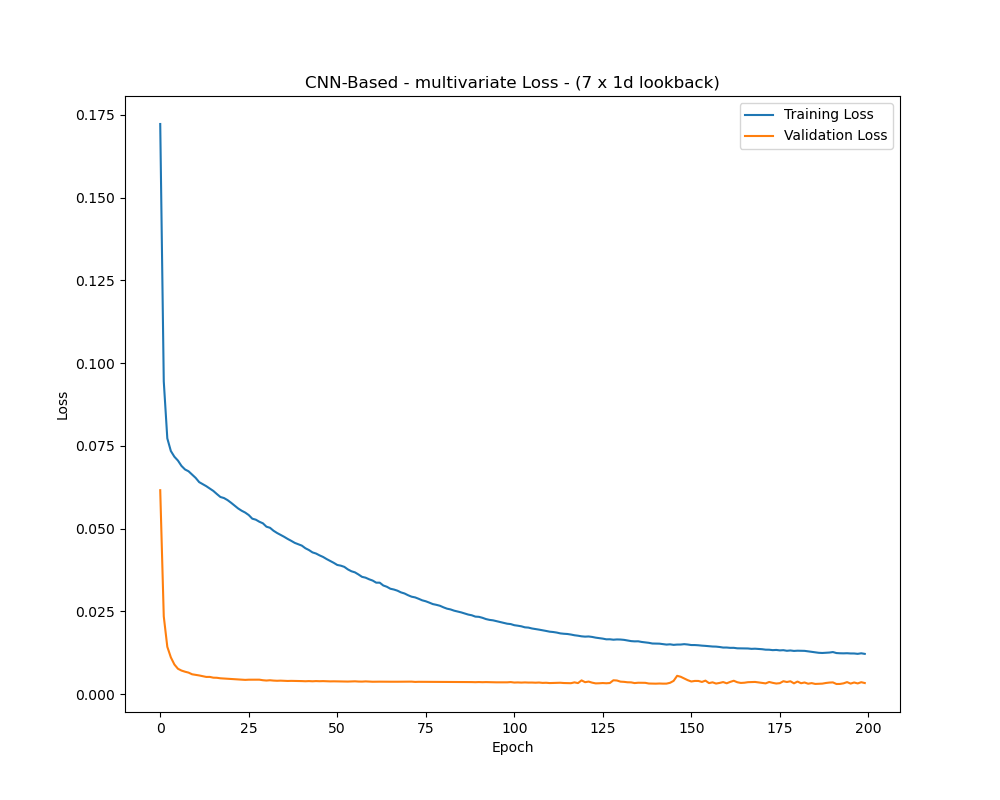 CNN-Based - multivariate Loss - (7 x 1d lookback)
Training Loss
Validation Loss
0.175
0.150
0.125
0.100
0.075
0.050
0.025
0.000
Loss
0 25 50 75 100 125 150 175 200
Epoch